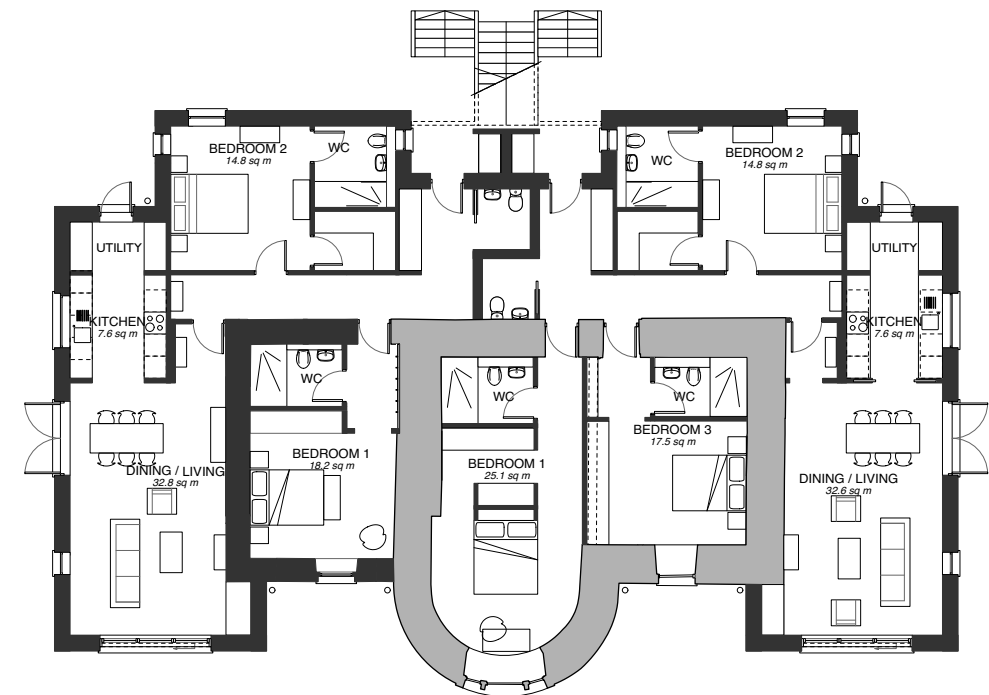 BEDROOM 2
14.8 sq m
WC
WC
BEDROOM 2
14.8 sq m
UTILITY
UTILITY
KITCHEN
7.6 sq m
KITCHEN
7.6 sq m
WC
WC
WC
BEDROOM 1
18.2 sq m
BEDROOM 1
25.1 sq m
BEDROOM 3
17.5 sq m
DINING / LIVING
32.8 sq m
DINING / LIVING
32.6 sq m